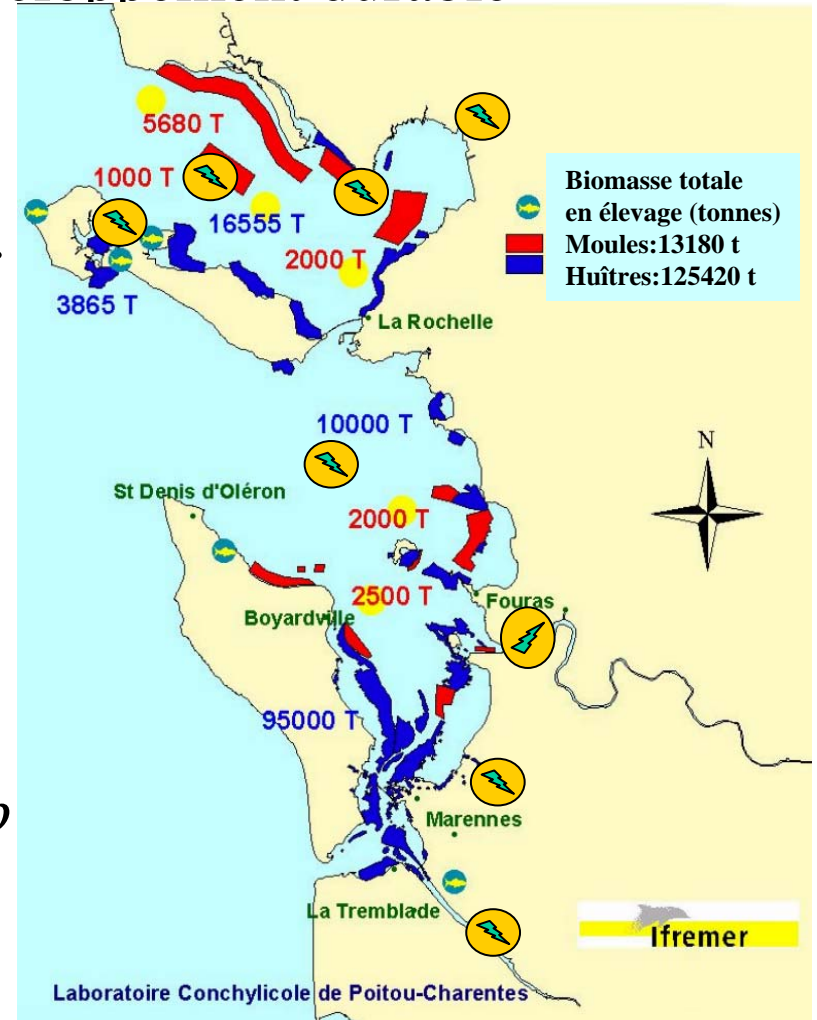 5680 T
1000 T
16555 T
2000 T
3865 T
La Rochelle
Biomasse totale
en élevage (tonnes)
Moules:13180 t
Huîtres:125420 t
10000 T
N
St Denis d'Oléron
2000 T
2500 T
Fouras
Boyardville
95000 T
Marennes
La Tremblade
Ifremer
Laboratoire Conchylicole de Poitou-Charentes